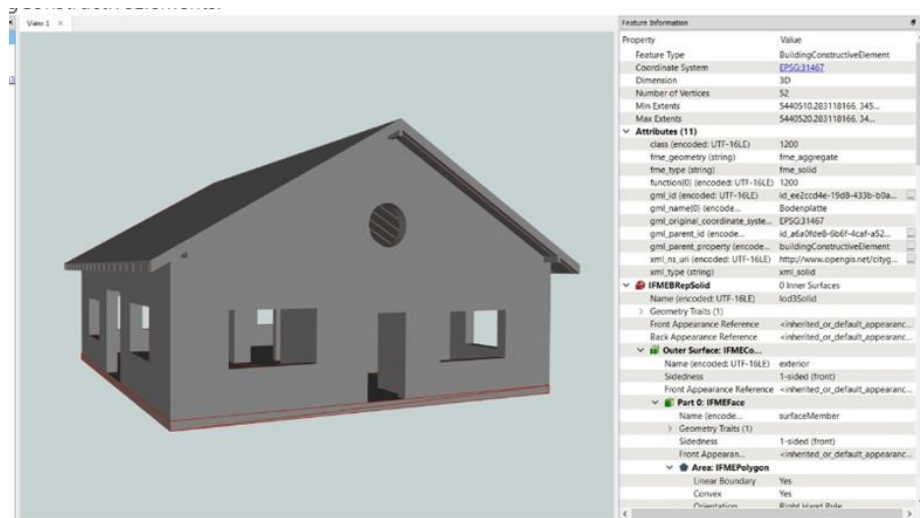 View 1 ×
Feature Information
Property Value
Feature Type BuildingConstructiveElement
Coordinate System EPSG:31467
Dimension 3D
Number of Vertices 52
Min Extents 5440510.283118166, 345...
Max Extents 5440520.283118166, 34...
Attributes (11)
class (encoded: UTF-16LE) 1200
fme_geometry (string) fme_aggregate
fme_type (string) fme_solid
function{0} (encoded: UTF-16LE) 1200
gml_id (encoded: UTF-16LE) id_ee2ccd4e-19d8-433b-b0a...
gml_name{0} (encode... Bodenplatte
gml_original_coordinate_syste... EPSG:31467
gml_parent_id (encode... id_a6a0fde8-6b6f-4caf-a52...
gml_parent_property (encode... buildingConstructiveElement
xml_ns_uri (encoded: UTF-16LE) http://www.opengis.net/cityg...
xml_type (string) xml_solid
IFMEBRepSolid 0 Inner Surfaces
Name (encoded: UTF-16LE) lod3Solid
Geometry Traits (1)
Front Appearance Reference <inherited_or_default_appearanc...
Back Appearance Reference <inherited_or_default_appearanc...
Outer Surface: IFMECo...
Name (encoded: UTF-16LE) exterior
Sidedness 1-sided (front)
Front Appearance Reference <inherited_or_default_appearanc...
Part 0: IFMEFace
Name (encode... surfaceMember
Geometry Traits (1)
Sidedness 1-sided (front)
Front Appearan... <inherited_or_default_appearanc...
Area: IFMEPolygon
Linear Boundary Yes
Convex Yes
Orientation Right Hand Rule